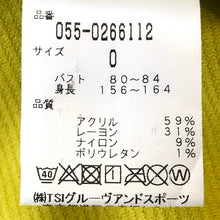 品番
055-0266112
サイズ
0
バスト 80~84
身長 156~164
品質
アクリル 59%
レーヨン 31%
ナイロン 9%
ポリウレタン 1%
40
㈱TSIグルーヴアンドスポーツ